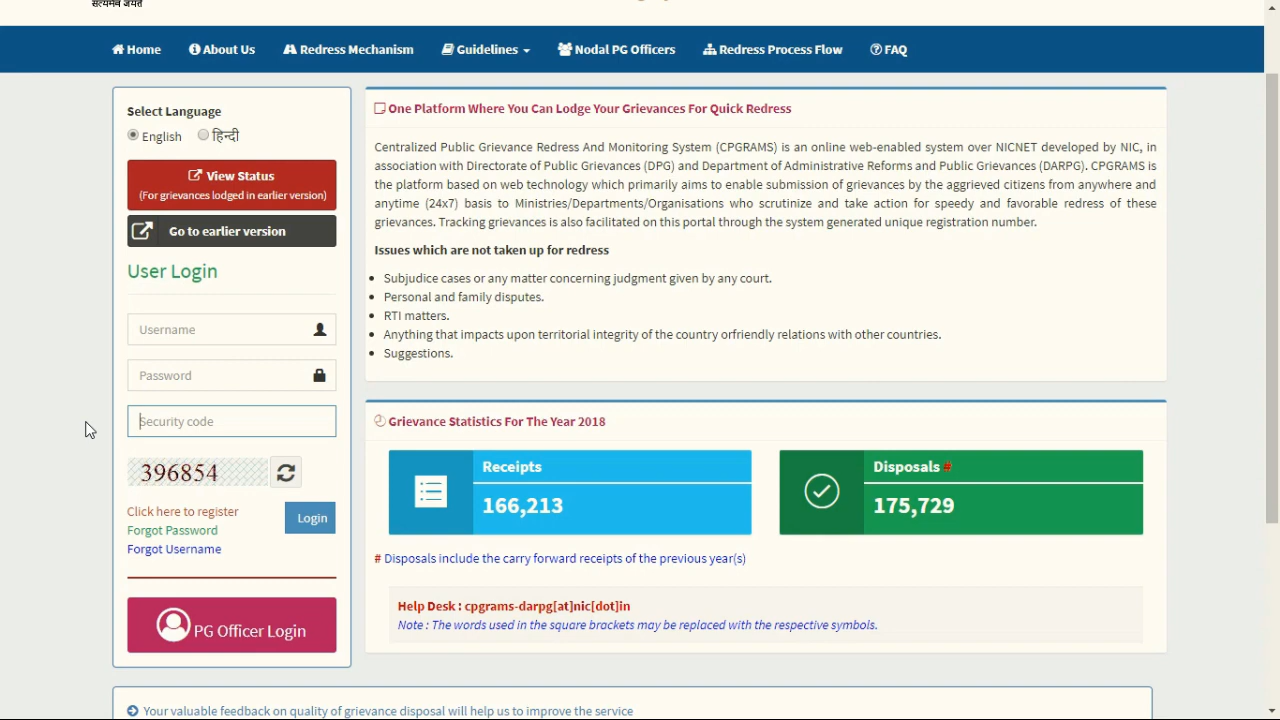 सत्यमेव जयते
Home About Us Redress Mechanism Guidelines Nodal PG Officers Redress Process Flow FAQ
Select Language
English हिन्दी
View Status
(For grievances lodged in earlier version)
Go to earlier version
User Login
Username
Password
Security code
396854
Click here to register
Forgot Password
Login
Forgot Username
PG Officer Login
One Platform Where You Can Lodge Your Grievances For Quick Redress
Centralized Public Grievance Redress And Monitoring System (CPGRAMS) is an online web-enabled system over NICNET developed by NIC, in
association with Directorate of Public Grievances (DPG) and Department of Administrative Reforms and Public Grievances (DARPG). CPGRAMS is
the platform based on web technology which primarily aims to enable submission of grievances by the aggrieved citizens from anywhere and
anytime (24x7) basis to Ministries/Departments/Organisations who scrutinize and take action for speedy and favorable redress of these
grievances. Tracking grievances is also facilitated on this portal through the system generated unique registration number.
Issues which are not taken up for redress
Subjudice cases or any matter concerning judgment given by any court.
Personal and family disputes.
RTI matters.
Anything that impacts upon territorial integrity of the country orfriendly relations with other countries.
Suggestions.
Grievance Statistics For The Year 2018
Receipts
166,213
Disposals #
175,729
# Disposals include the carry forward receipts of the previous year(s)
Help Desk : cpgrams-darpg[at]nic[dot]in
Note : The words used in the square brackets may be replaced with the respective symbols.
Your valuable feedback on quality of grievance disposal will help us to improve the service